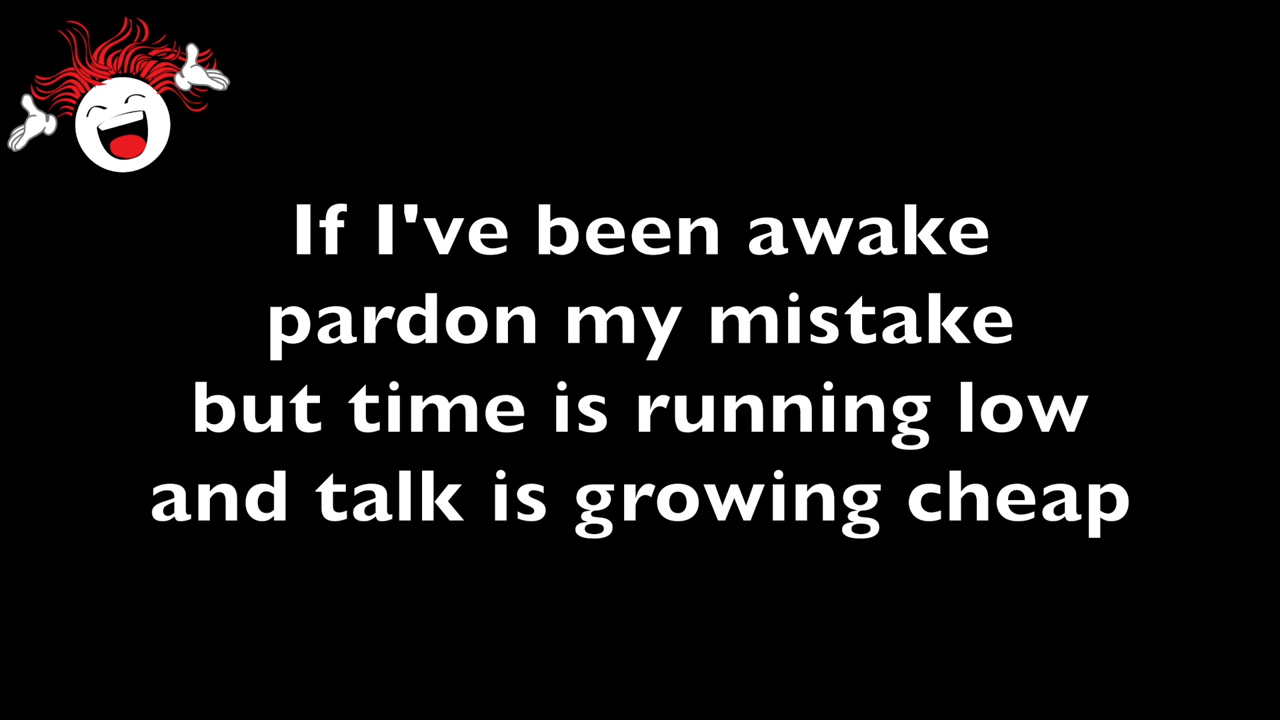 If I've been awake
pardon my mistake
but time is running low
and talk is growing cheap